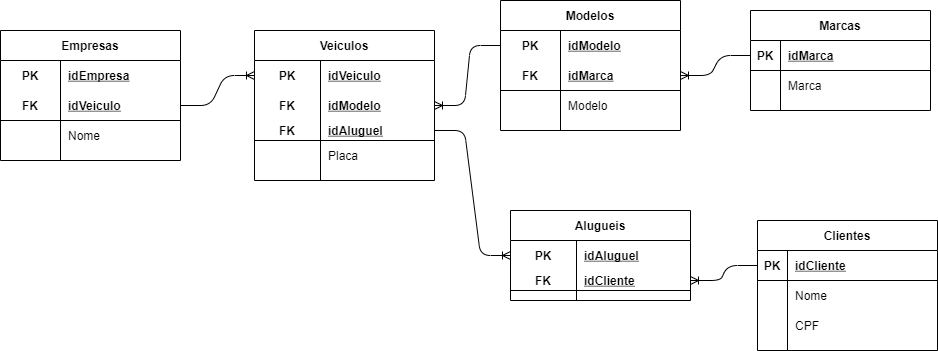 Empresas
PK idEmpresa
FK idVeiculo
Nome
Veiculos
PK idVeiculo
FK idModelo
FK idAluguel
Placa
Modelos
PK idModelo
FK idMarca
Modelo
Marcas
PK idMarca
Marca
Alugueis
PK idAluguel
FK idCliente
Clientes
PK idCliente
Nome
CPF